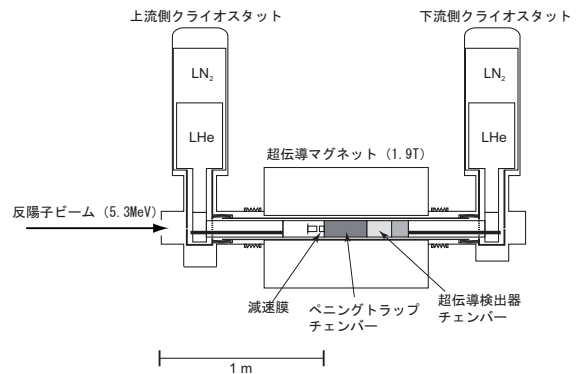 上流側クライオスタット
下流側クライオスタット
LN2
LN2
LHe
LHe
超伝導マグネット (1.9T)
反陽子ビーム (5.3MeV)
減速膜
ペニングトラップ
チェンバー
超伝導検出器
チェンバー
1 m